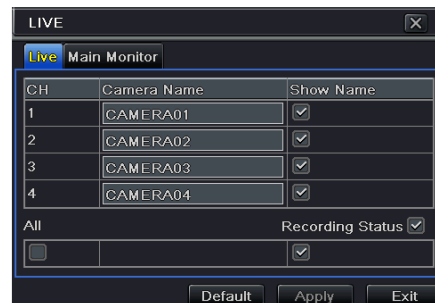 LIVE
Live Main Monitor
CH Camera Name Show Name
1 CAMERA01
2 CAMERA02
3 CAMERA03
4 CAMERA04
All Recording Status
Default Apply Exit